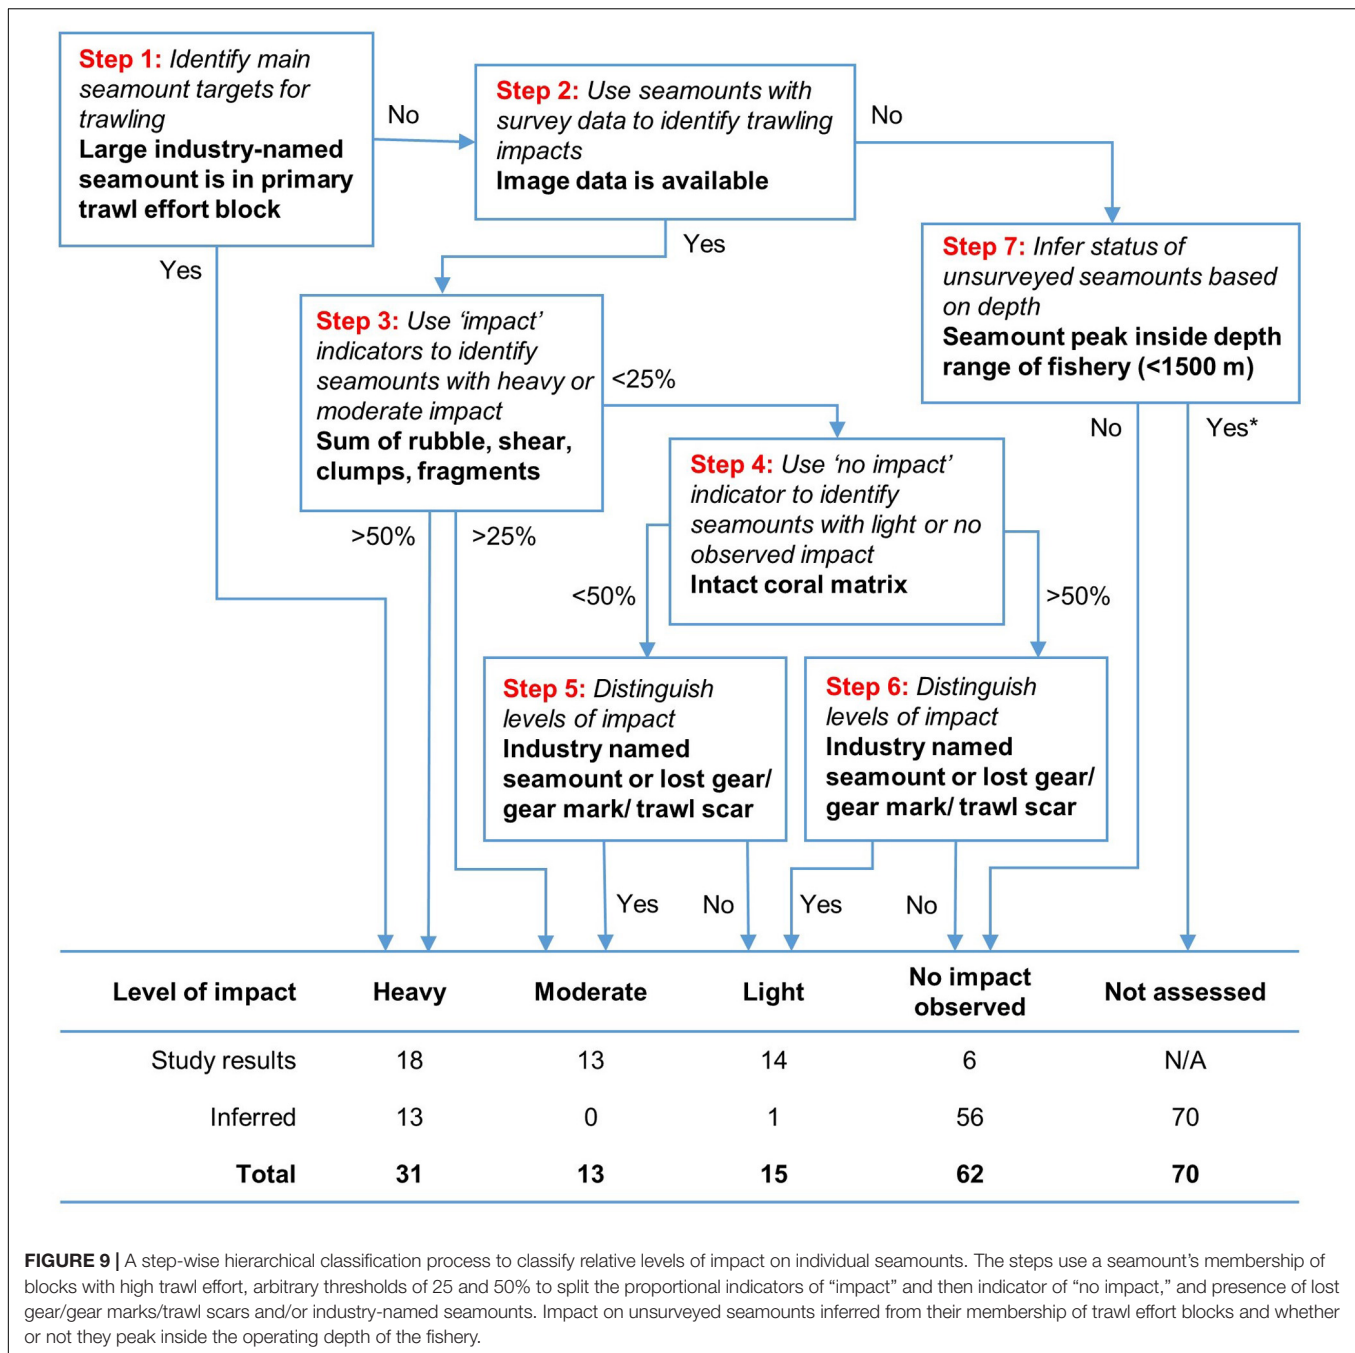 Step 1: Identify main
seamount targets for
trawling
Large industry-named
seamount is in primary
trawl effort block
No
Step 2: Use seamounts with
survey data to identify trawling
impacts
Image data is available
No
Yes
Yes
Step 7: Infer status of
unsurveyed seamounts based
on depth
Seamount peak inside depth
range of fishery (<1500 m)
Step 3: Use ‘impact’
indicators to identify
seamounts with heavy or
moderate impact
Sum of rubble, shear,
clumps, fragments
<25%
No
Yes*
Step 4: Use ‘no impact’
indicator to identify
seamounts with light or no
observed impact
Intact coral matrix
>50%
>25%
<50%
>50%
Step 5: Distinguish
levels of impact
Industry named
seamount or lost gear/
gear mark/ trawl scar
Step 6: Distinguish
levels of impact
Industry named
seamount or lost gear/
gear mark/ trawl scar
Yes
No
Yes
No
Level of impact Heavy Moderate Light No impact observed Not assessed
Study results 18 13 14 6 N/A
Inferred 13 0 1 56 70
Total 31 13 15 62 70
FIGURE 9 | A step-wise hierarchical classification process to classify relative levels of impact on individual seamounts. The steps use a seamount’s membership of
blocks with high trawl effort, arbitrary thresholds of 25 and 50% to split the proportional indicators of “impact” and then indicator of “no impact,” and presence of lost
gear/gear marks/trawl scars and/or industry-named seamounts. Impact on unsurveyed seamounts inferred from their membership of trawl effort blocks and whether
or not they peak inside the operating depth of the fishery.